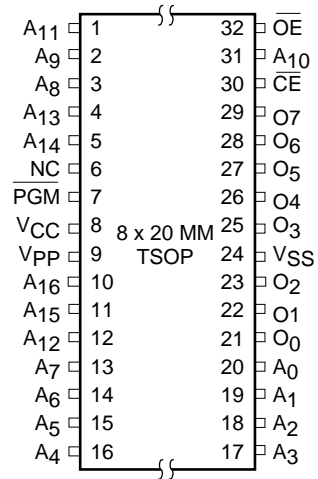 A11 1 32 O̅E̅
A9 2 31 A10
A8 3 30 C̅E̅
A13 4 29 O7
A14 5 28 O6
NC 6 27 O5
P̅G̅M̅ 7 26 O4
VCC 8 8 x 20 MM 25 O3
VPP 9 TSOP 24 VSS
A16 10 23 O2
A15 11 22 O1
A12 12 21 O0
A7 13 20 A0
A6 14 19 A1
A5 15 18 A2
A4 16 17 A3